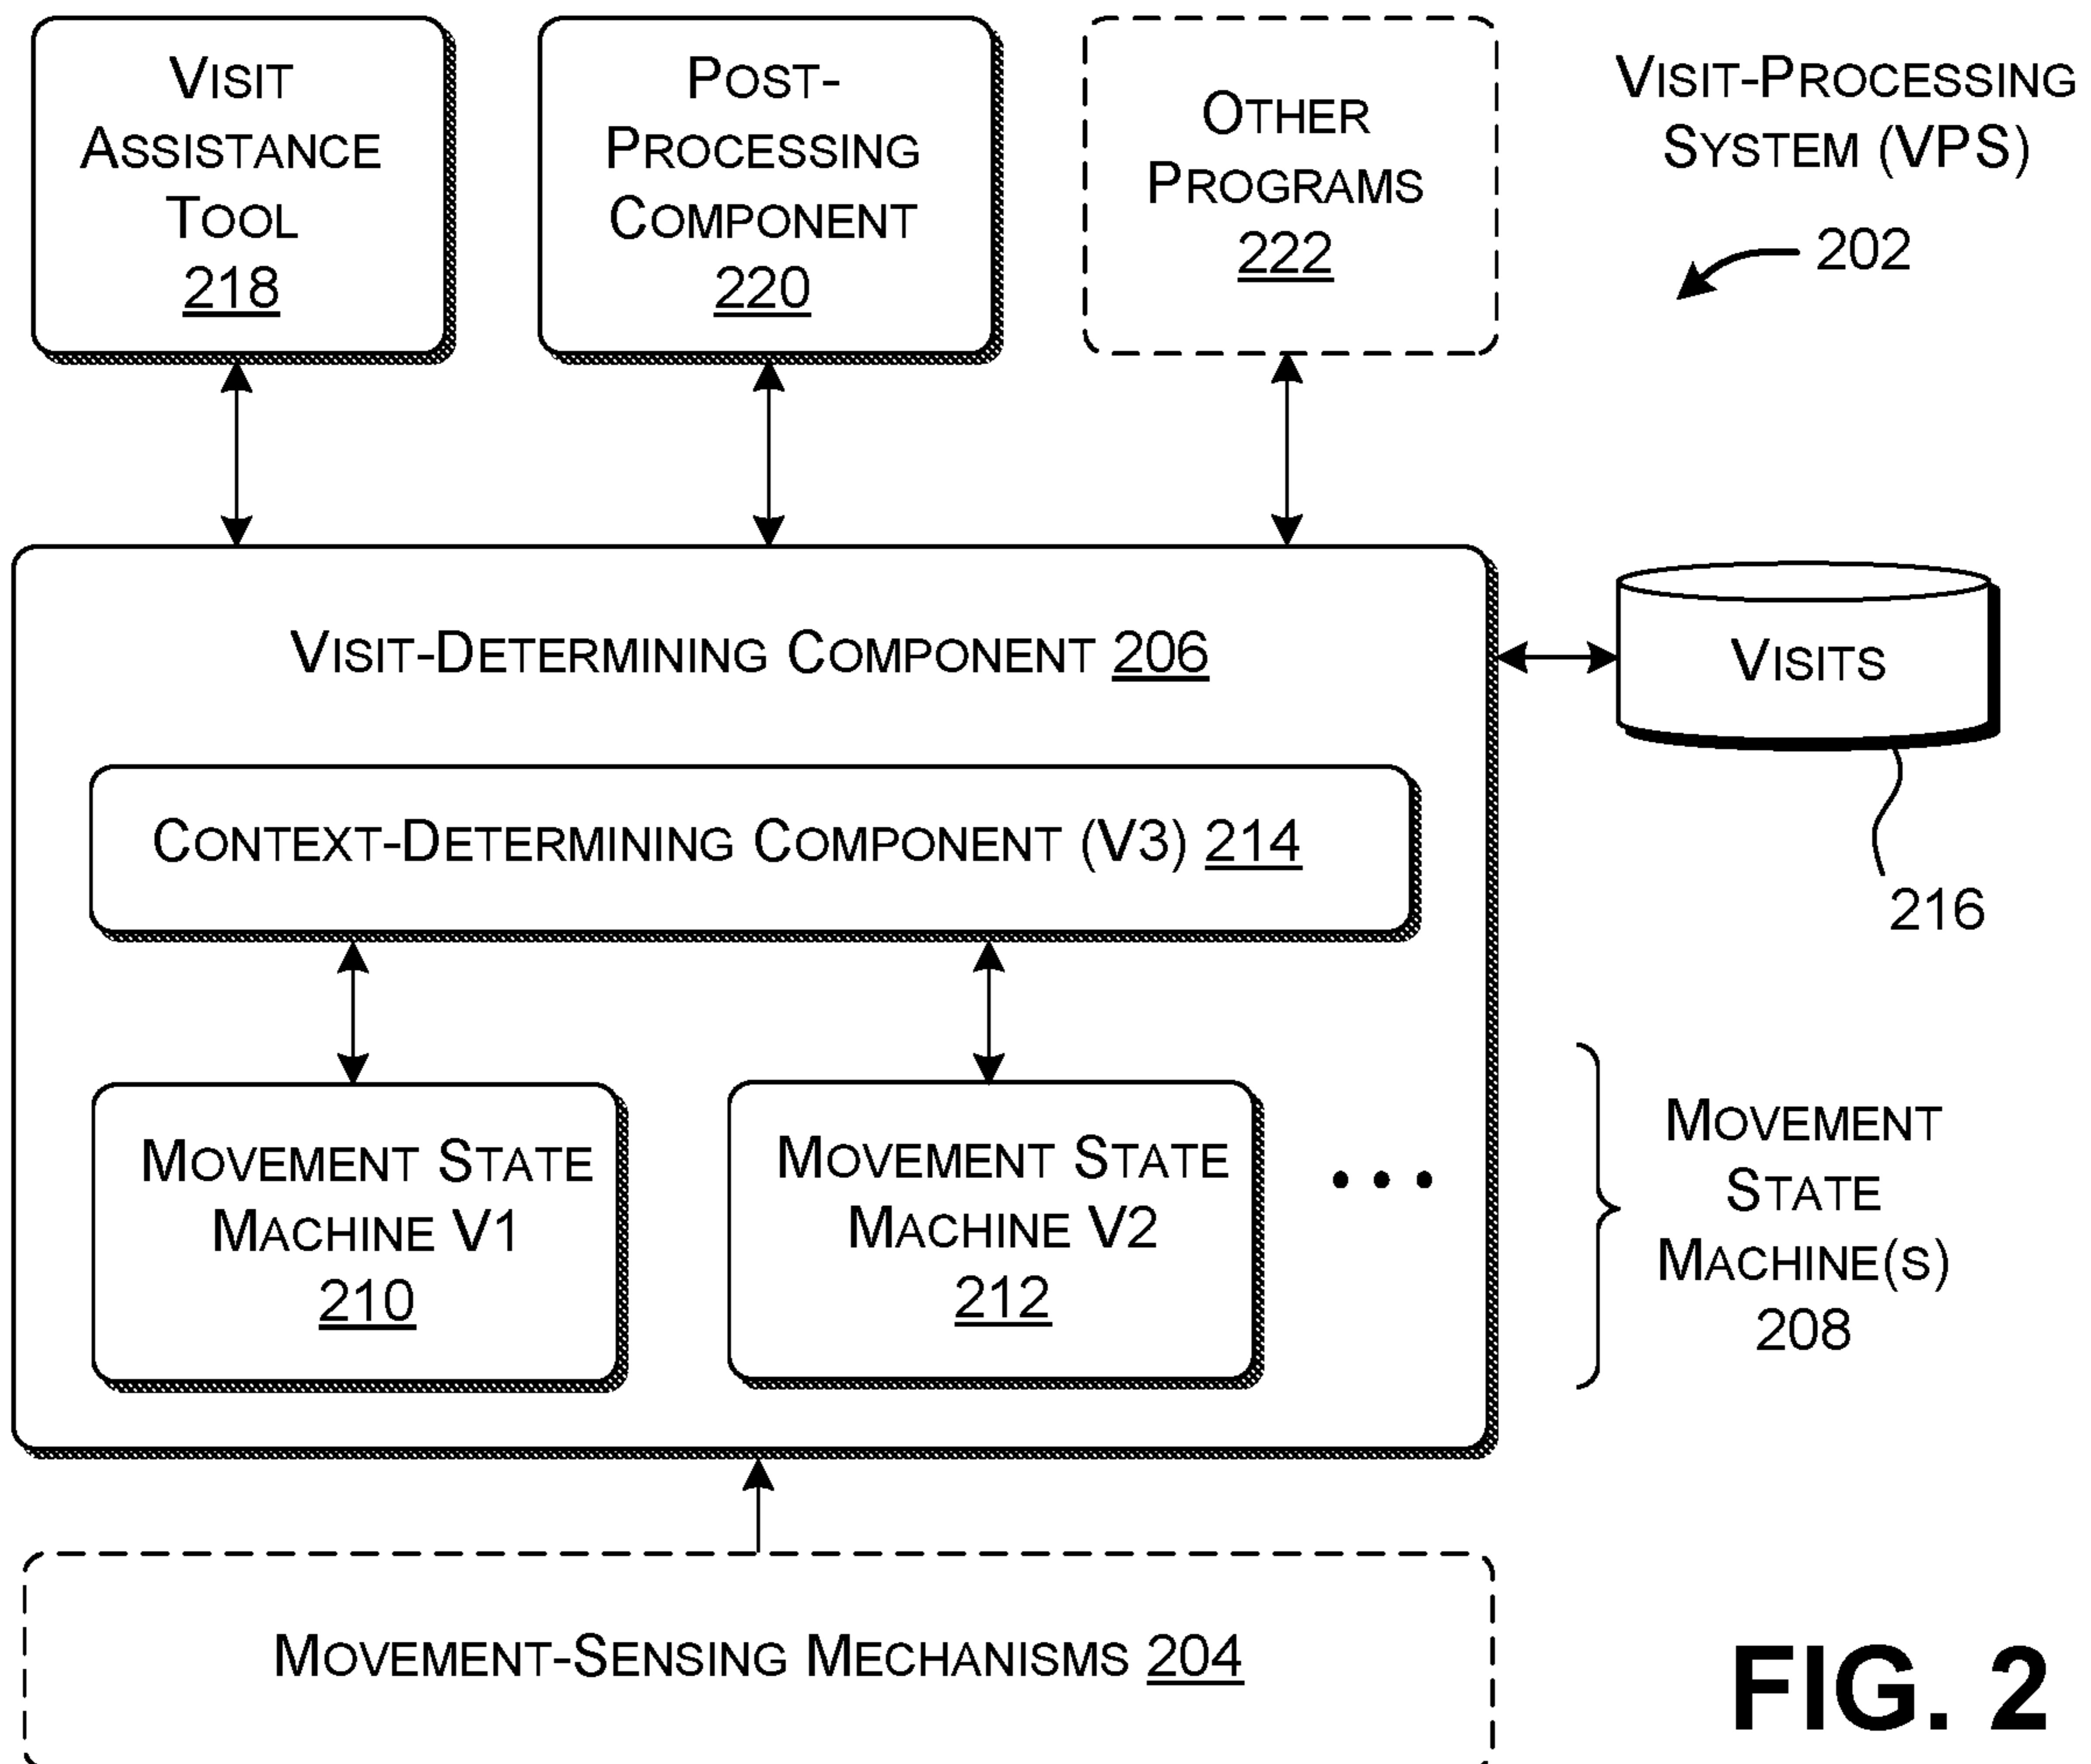 Visit
Assistance
Tool
218
Post-
Processing
Component
220
Other
Programs
222
Visit-Processing
System (VPS)
202
Visit-Determining Component 206
Visits
216
Context-Determining Component (V3) 214
Movement State
Machine V1
210
Movement State
Machine V2
212
• • •
Movement
State
Machine(s)
208
Movement-Sensing Mechanisms 204
FIG. 2